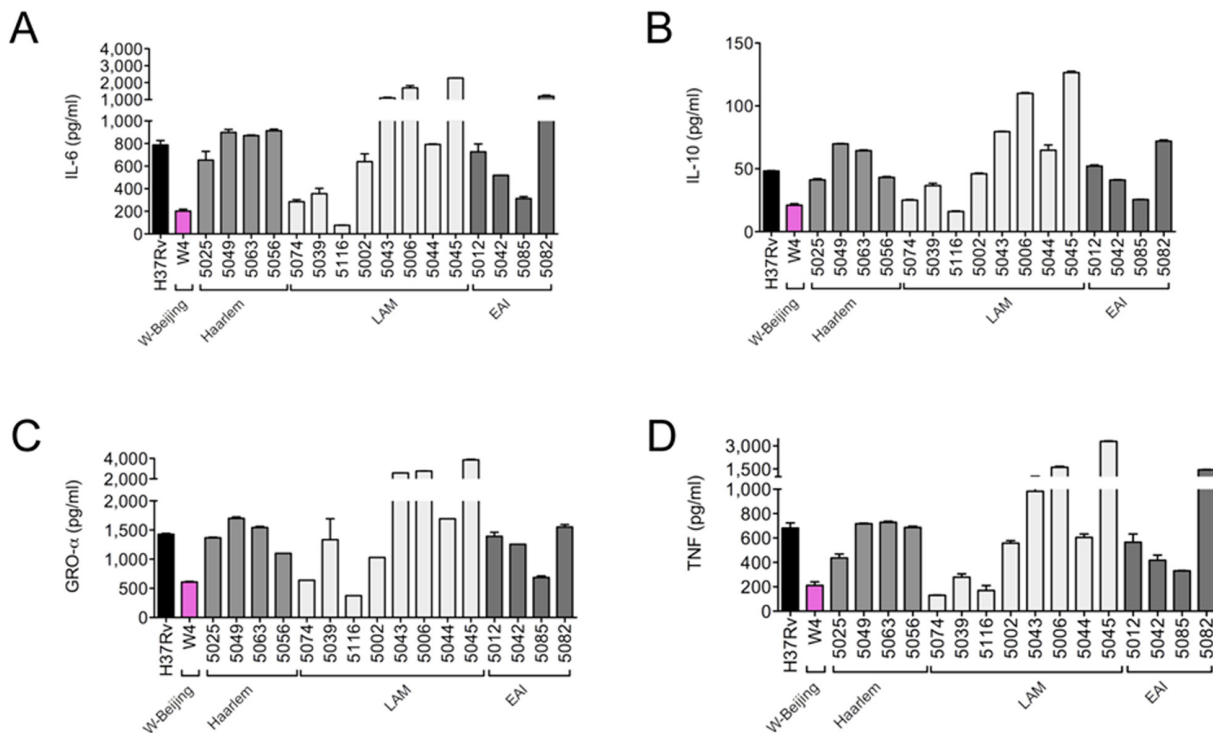 A
IL-6 (pg/ml)
4,000
3,000
2,000
1,000
1,000
800
600
400
200
0
H37Rv
W4
5025
5049
5063
5056
5074
5039
5116
5002
5043
5006
5044
5045
5012
5042
5085
5082
W-Beijing
Haarlem
LAM
EAI
B
IL-10 (pg/ml)
150
100
50
0
H37Rv
W4
5025
5049
5063
5056
5074
5039
5116
5002
5043
5006
5044
5045
5012
5042
5085
5082
W-Beijing
Haarlem
LAM
EAI
C
GRO-α (pg/ml)
4,000
2,000
2,000
1,500
1,000
500
0
H37Rv
W4
5025
5049
5063
5056
5074
5039
5116
5002
5043
5006
5044
5045
5012
5042
5085
5082
W-Beijing
Haarlem
LAM
EAI
D
TNF (pg/ml)
3,000
1,500
1,000
800
600
400
200
0
H37Rv
W4
5025
5049
5063
5056
5074
5039
5116
5002
5043
5006
5044
5045
5012
5042
5085
5082
W-Beijing
Haarlem
LAM
EAI